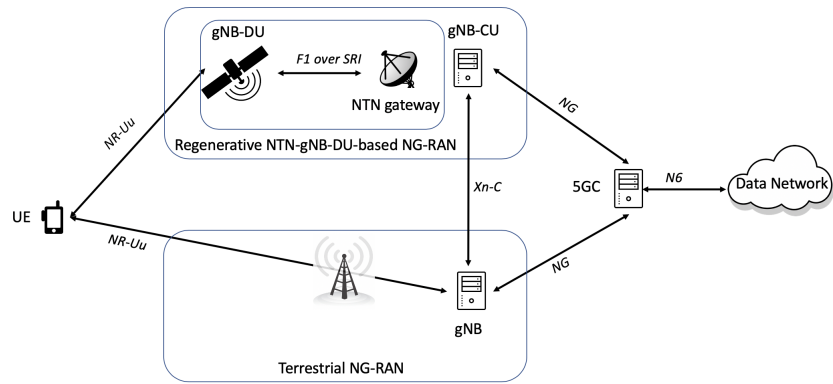 gNB-DU
gNB-CU
F1 over SRI
NTN gateway
NG
NR-Uu
Regenerative NTN-gNB-DU-based NG-RAN
Xn-C
5GC
N6
Data Network
UE
NR-Uu
NG
gNB
Terrestrial NG-RAN